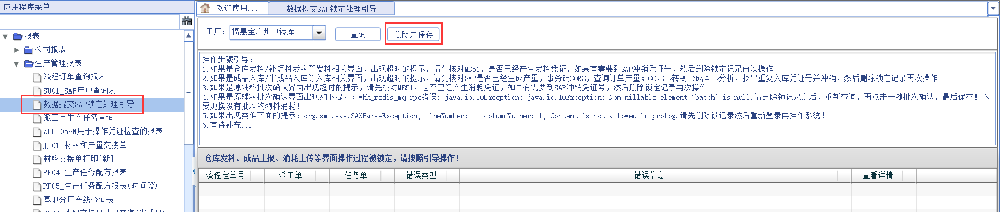 应用程序菜单
报表
公司报表
生产管理报表
流程订单查询报表
SU01_SAP用户查询表
数据提交SAP锁定处理引导
派工单生产任务查询
ZPP_058N用于操作凭证检查的报表
JJ01_材料和产量交接单
材料交接单打印[新]
PF04_生产任务配方报表
PF05_生产任务配方报表(时间段)
基地分厂产线查询表
欢迎使用...
数据提交SAP锁定处理引导
工厂：
福惠宝广州中转库
查询
删除并保存
操作步骤引导：
1.如果是仓库发料/补领料发料等发料相关界面，出现超时的提示，请先核对MB51，是否已经产生发料凭证，如果有需要到SAP冲销凭证号，然后删除锁定记录再次操作
2.如果是成品入库/半成品入库等入库相关界面，出现超时的提示，请先核对SAP是否已经生成产量，事务码COR3，查询订单产量；COR3->转到->成本->分析，找出重复入库凭证号并冲销，然后删除锁定记录再次操作
3.如果是原辅料批次确认界面出现超时的提示，请先核对MB51，是否已经产生消耗凭证，如果有需要到SAP冲销凭证号，然后删除锁定记录再次操作
4.如果是原辅料批次确认界面出现如下提示：whh_redis_mq rpc错误: java.io.IOException: java.io.IOException: Non nillable element 'batch' is null.请删除锁记录之后，重新查询，再点击一键批次确认，最后保存！不
要更换没有批次的物料消耗！
5.如果出现类似下面的提示：org.xml.sax.SAXParseException; lineNumber: 1; columnNumber: 1; Content is not allowed in prolog.请先删除锁记录然后重新登录再操作系统！
6.有待补充...
仓库发料、成品上报、消耗上传等界面操作过程被锁定，请按照引导操作！
流程定单号
派工单
任务单
错误类型
错误信息
查看详情